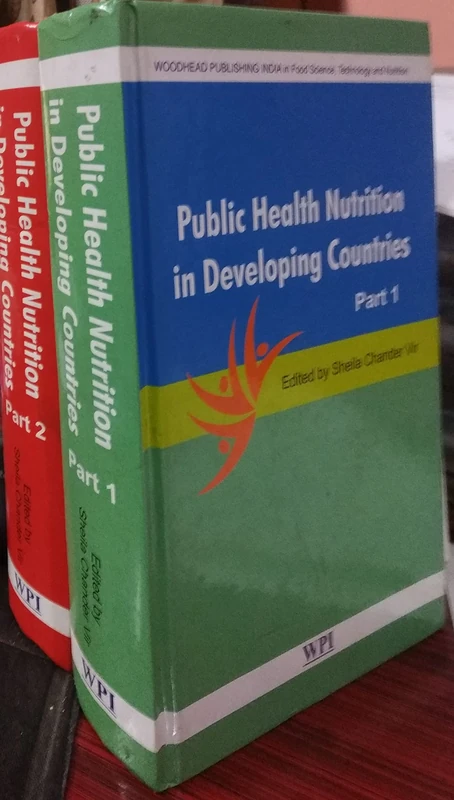 WOODHEAD PUBLISHING INDIA in Food Science, Technology and Nutrition
Public Health Nutrition
in Developing Countries
Part 1
Edited by Sheila Chander Vir
WPI
Public Health Nutrition
in Developing Countries
Part 1
Edited by
Sheila Chander Vir
WPI
Public Health Nutrition
in Developing Countries
Part 2
Edited by
Sheila Chander Vir
WPI